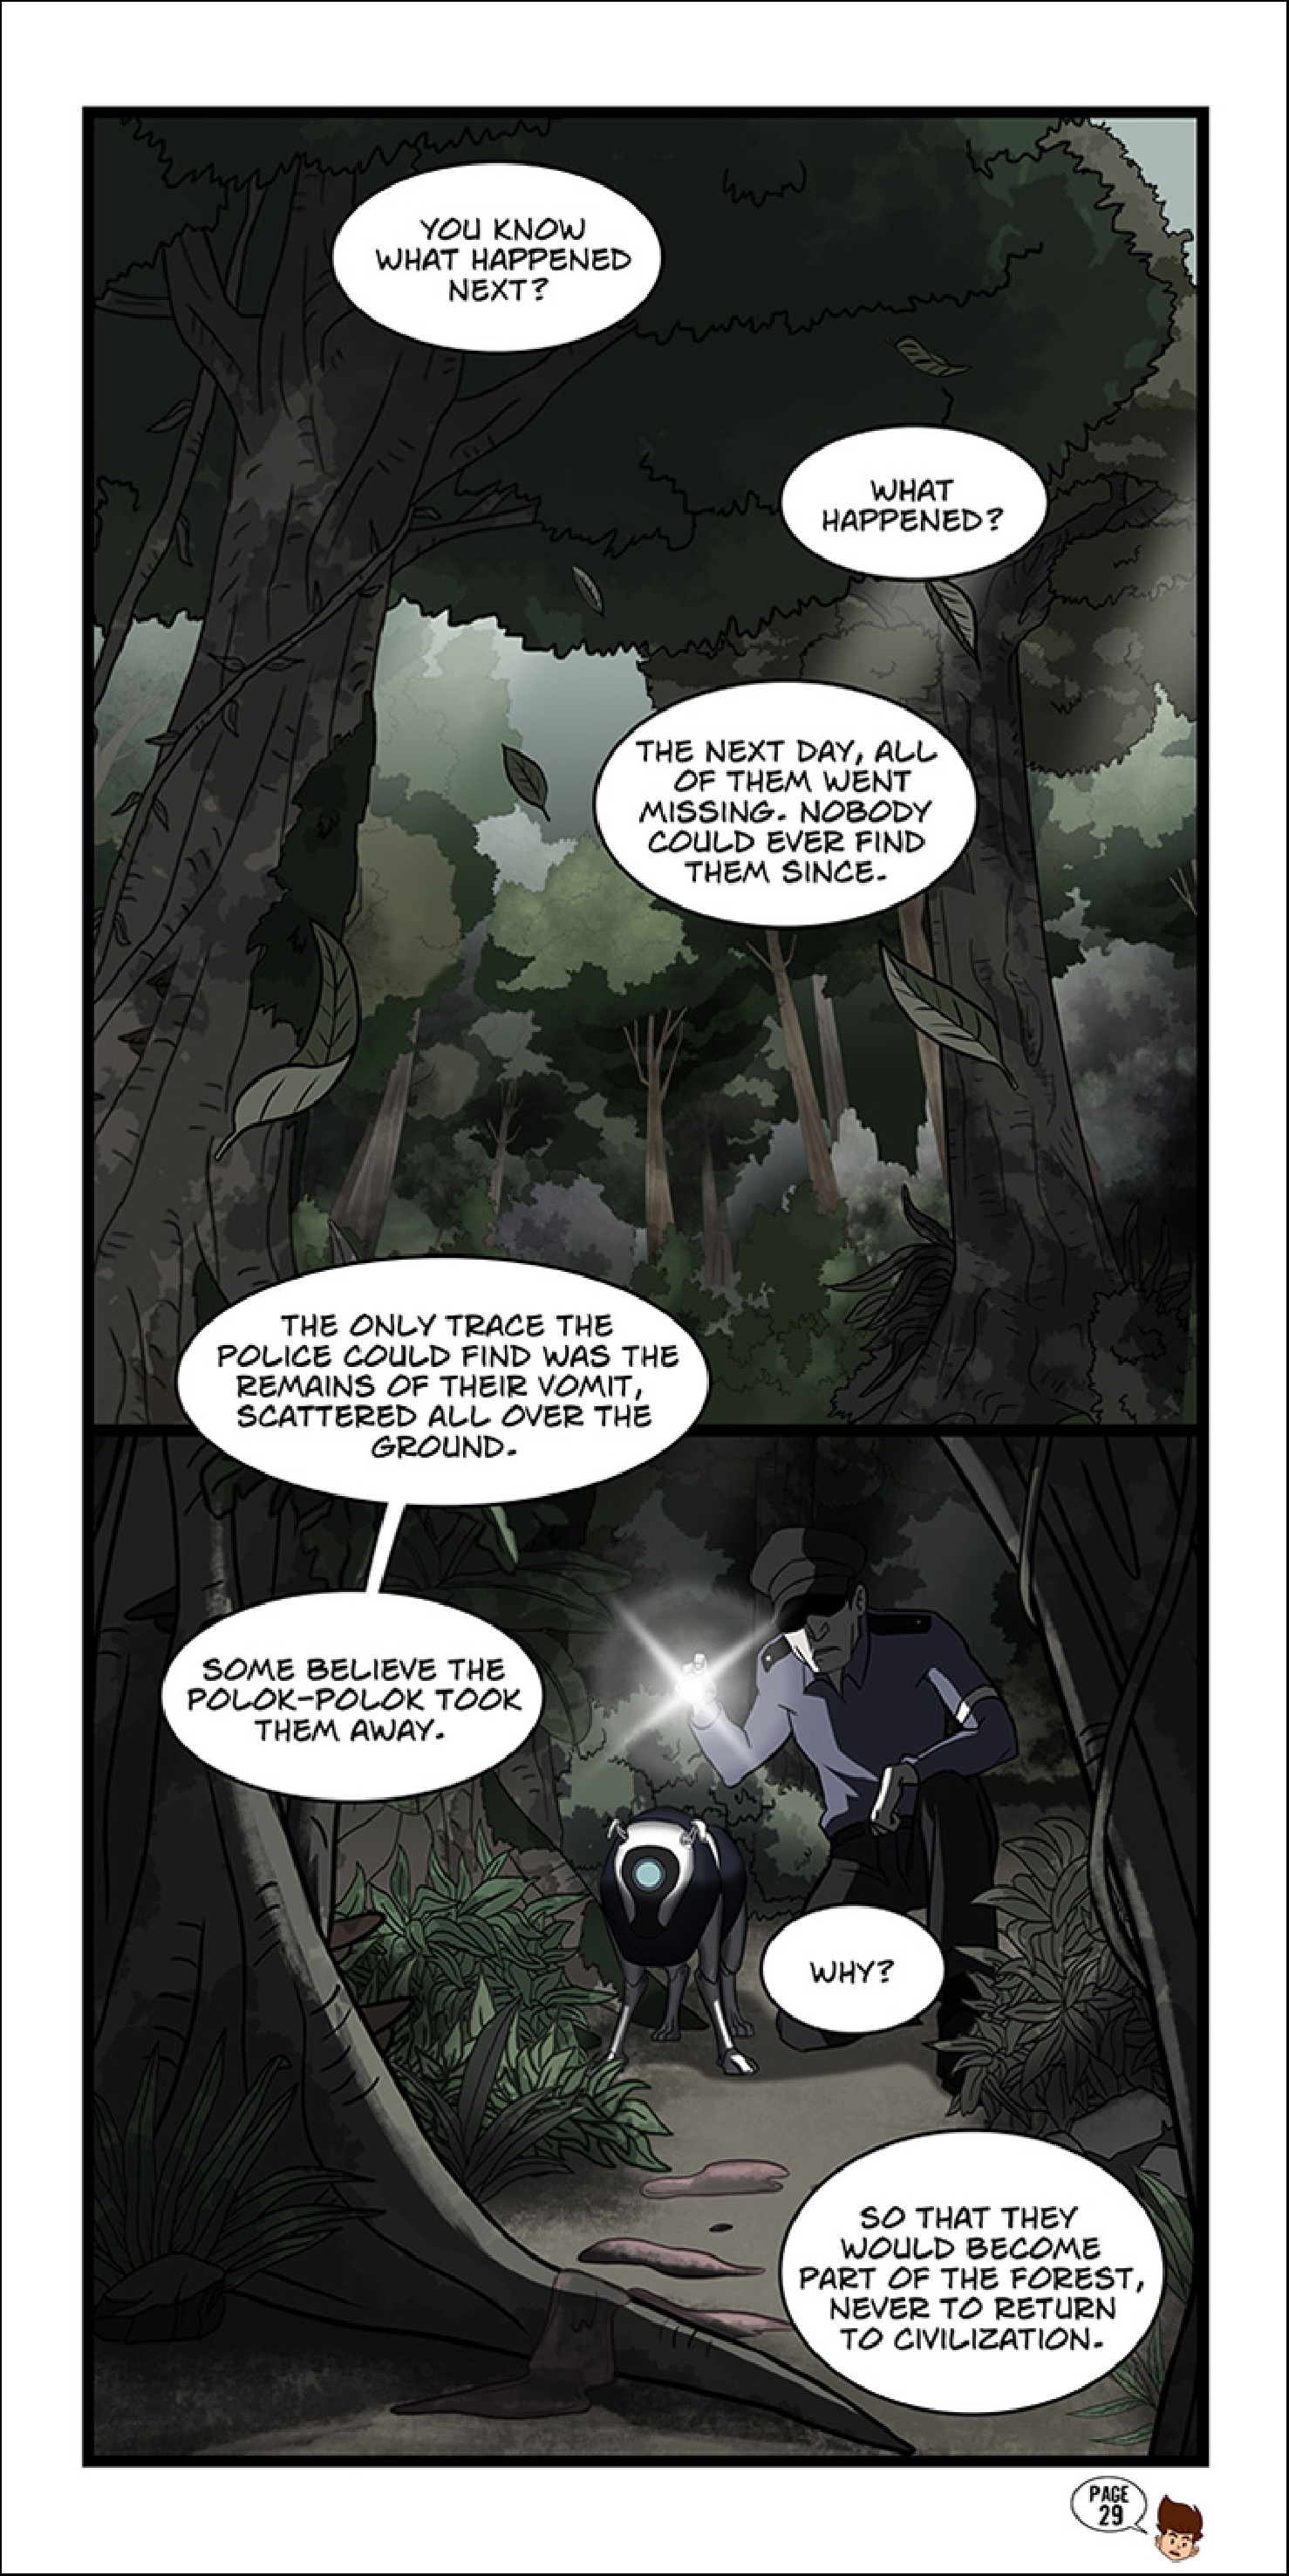 YOU KNOW
WHAT HAPPENED
NEXT?
WHAT
HAPPENED?
THE NEXT DAY, ALL
OF THEM WENT
MISSING. NOBODY
COULD EVER FIND
THEM SINCE.
THE ONLY TRACE THE
POLICE COULD FIND WAS THE
REMAINS OF THEIR VOMIT,
SCATTERED ALL OVER THE
GROUND.
SOME BELIEVE THE
POLOK-POLOK TOOK
THEM AWAY.
WHY?
SO THAT THEY
WOULD BECOME
PART OF THE FOREST,
NEVER TO RETURN
TO CIVILIZATION.
PAGE
29